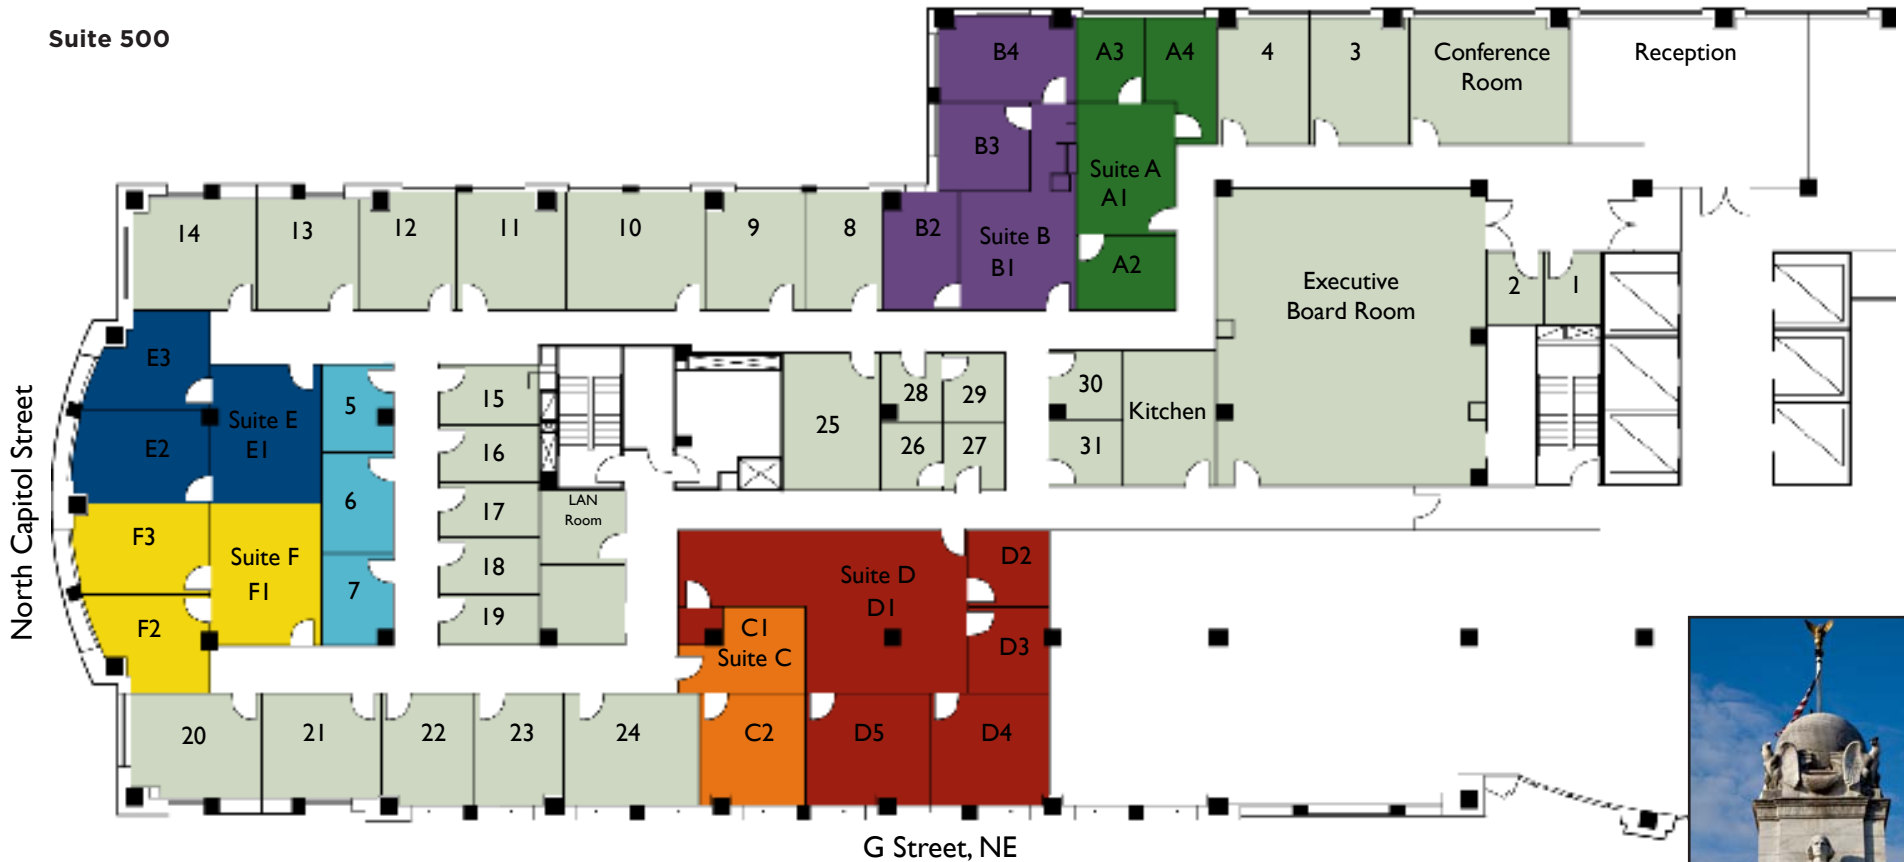 Suite 500
B4
A3
A4
4
3
Conference
Room
Reception
B3
Suite A
A1
14
13
12
11
10
9
8
B2
Suite B
B1
A2
Executive
Board Room
2
1
E3
E2
Suite E
E1
5
6
7
15
16
17
18
19
LAN
Room
25
28
29
26
27
30
31
Kitchen
North Capitol Street
F3
Suite F
F1
F2
Suite D
D1
D2
D3
C1
Suite C
C2
D5
D4
20
21
22
23
24
G Street, NE